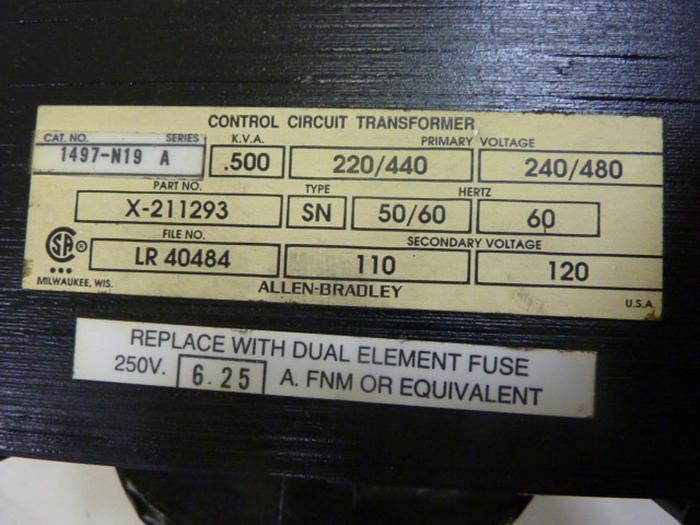 CONTROL CIRCUIT TRANSFORMER
CAT. NO. SERIES K.V.A. PRIMARY VOLTAGE
1497-N19 A .500 220/440 240/480
PART NO. TYPE HERTZ
X-211293 SN 50/60 60
FILE NO. SECONDARY VOLTAGE
SA ® LR 40484 110 120
MILWAUKEE, WIS. ALLEN-BRADLEY U.S.A.
REPLACE WITH DUAL ELEMENT FUSE
250V. 6.25 A. FNM OR EQUIVALENT